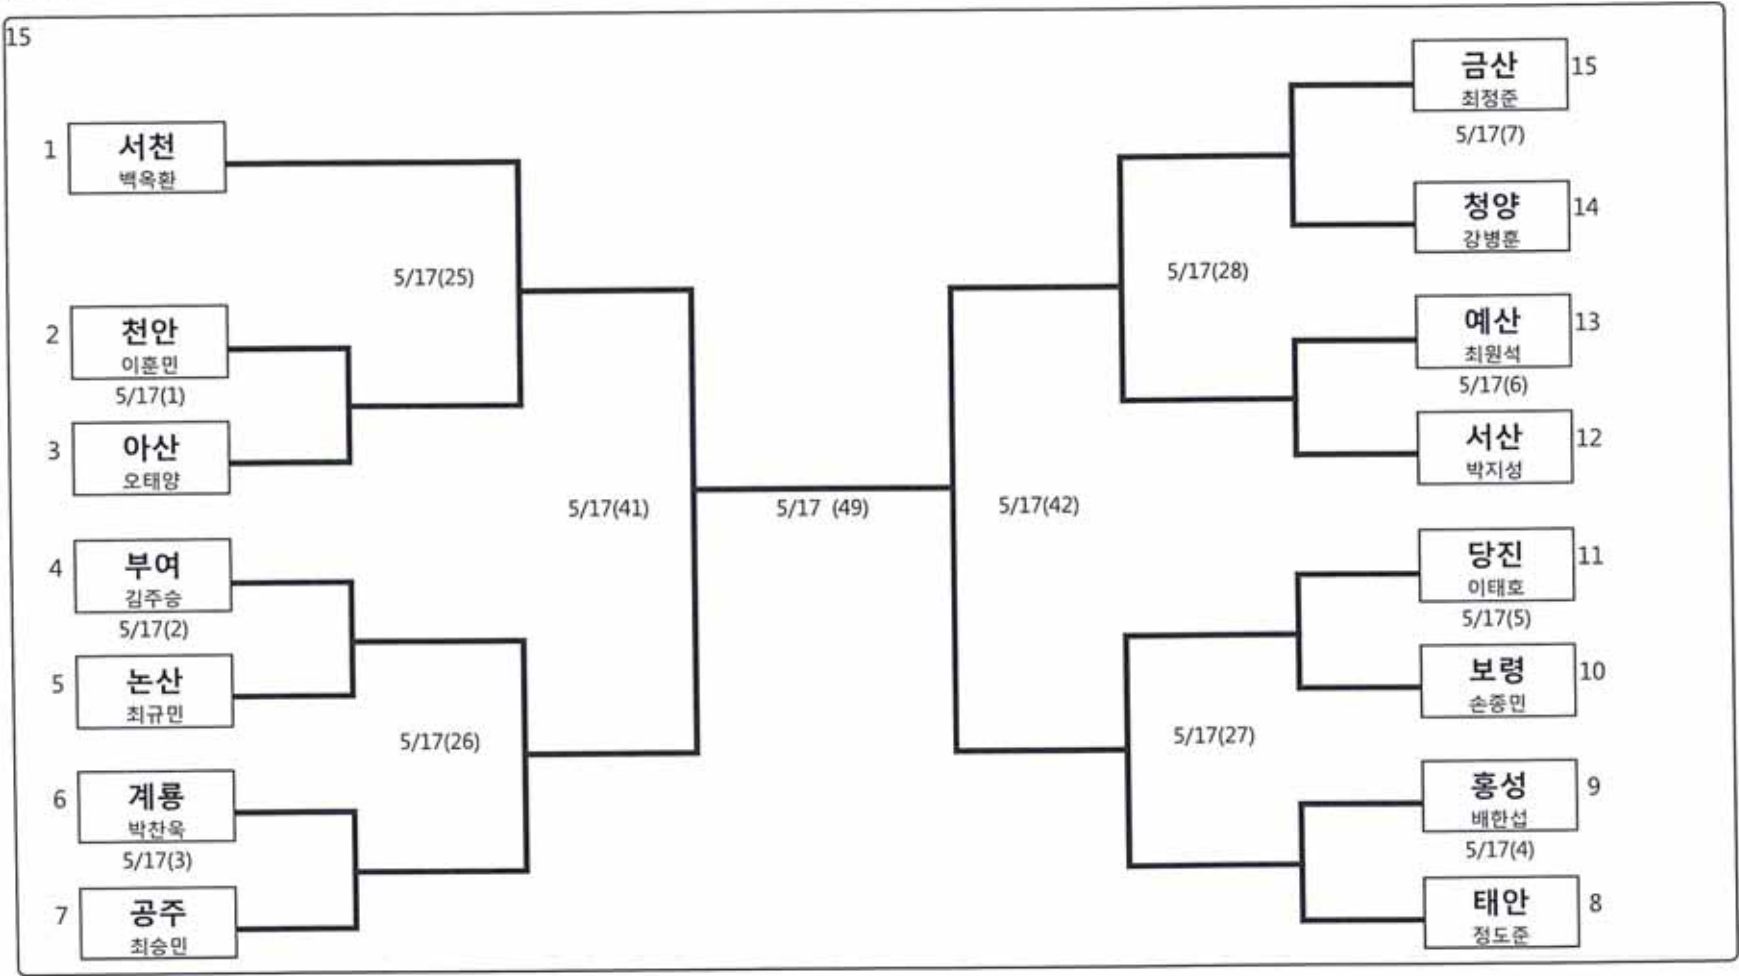 15
1
서천
백옥환
5/17(25)
2
천안
이훈민
5/17(1)
3
아산
오태양
5/17(41)
4
부여
김주승
5/17(2)
5
논산
최규민
5/17(26)
6
계룡
박찬욱
5/17(3)
7
공주
최승민
5/17 (49)
금산
15
최정준
5/17(7)
청양
14
강병훈
5/17(28)
예산
13
최원석
5/17(6)
서산
12
박지성
5/17(42)
당진
11
이태호
5/17(5)
보령
10
손종민
5/17(27)
홍성
9
배한섭
5/17(4)
태안
8
정도준